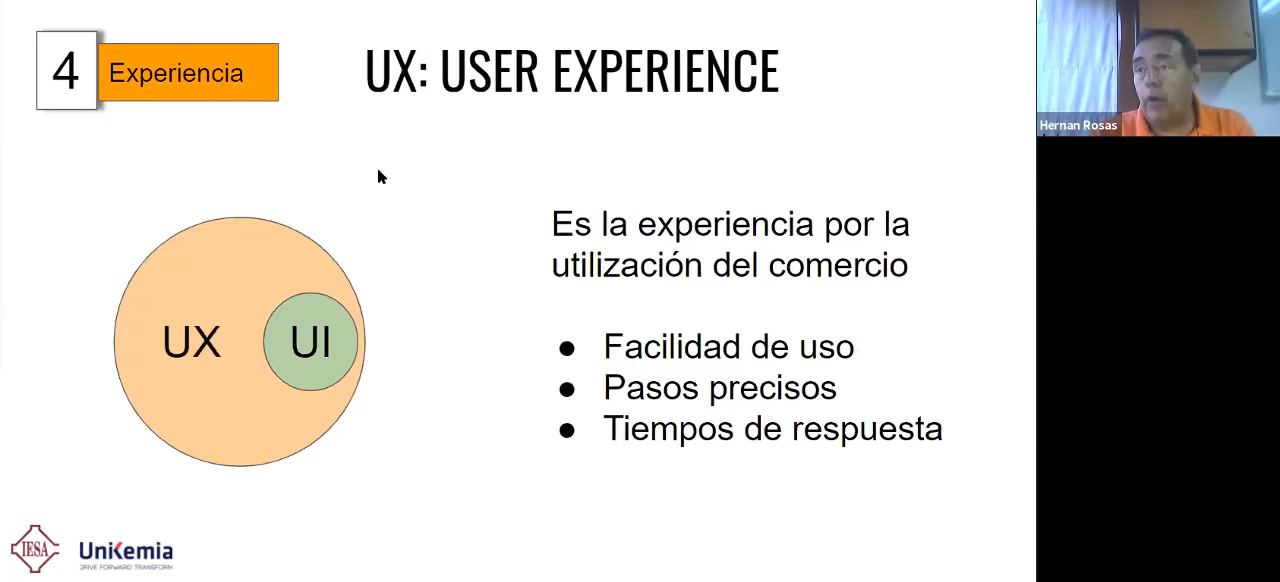 4
Experiencia
UX: USER EXPERIENCE
Hernan Rosas
Es la experiencia por la
utilización del comercio
UX
UI
● Facilidad de uso
● Pasos precisos
● Tiempos de respuesta
IESA
UniKemia
DRIVE FORWARD TRANSFORM